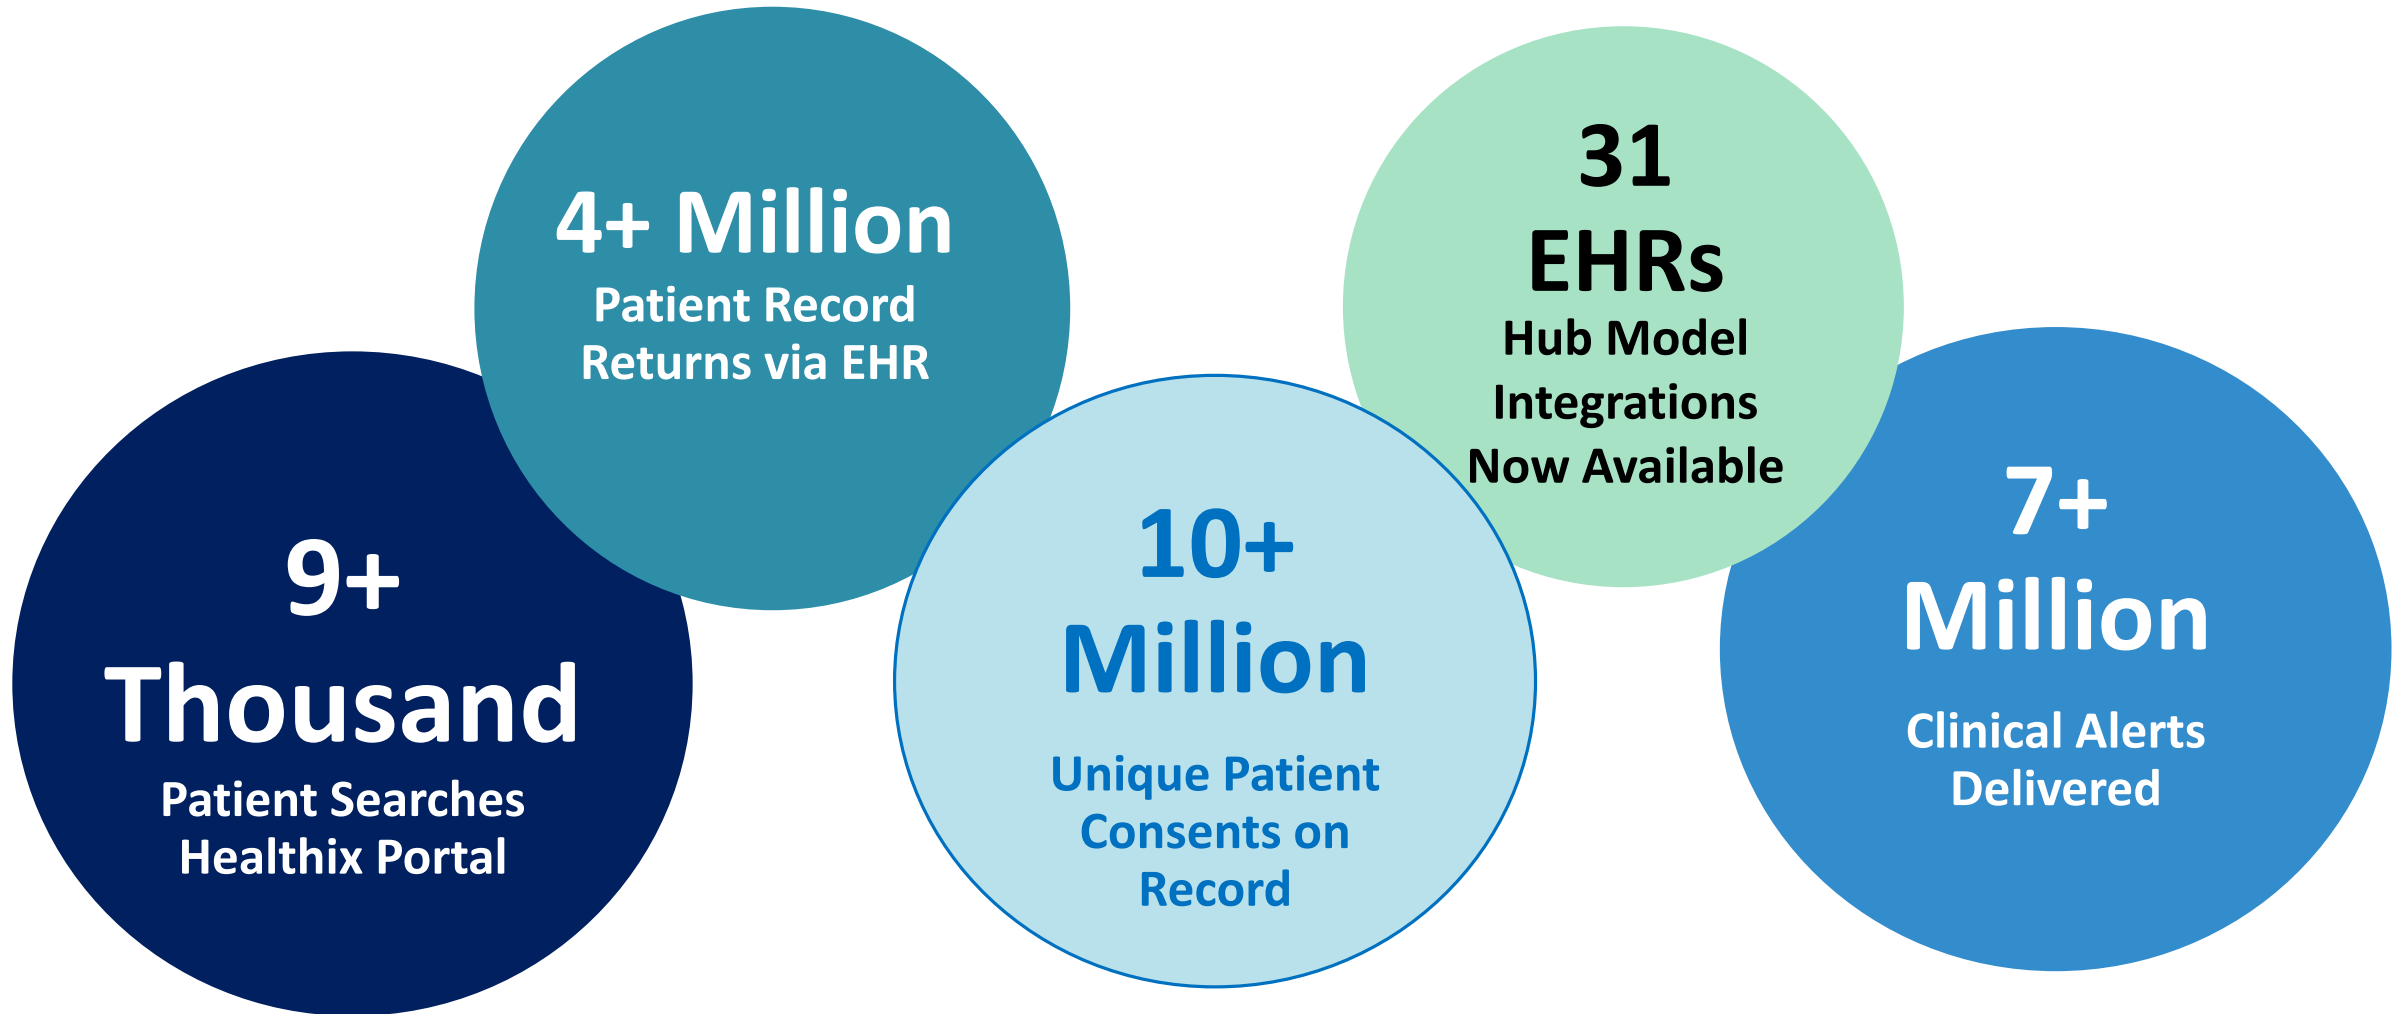 9+
Thousand
Patient Searches
Healthix Portal
4+ Million
Patient Record
Returns via EHR
10+
Million
Unique Patient
Consents on
Record
31
EHRs
Hub Model
Integrations
Now Available
7+
Million
Clinical Alerts
Delivered